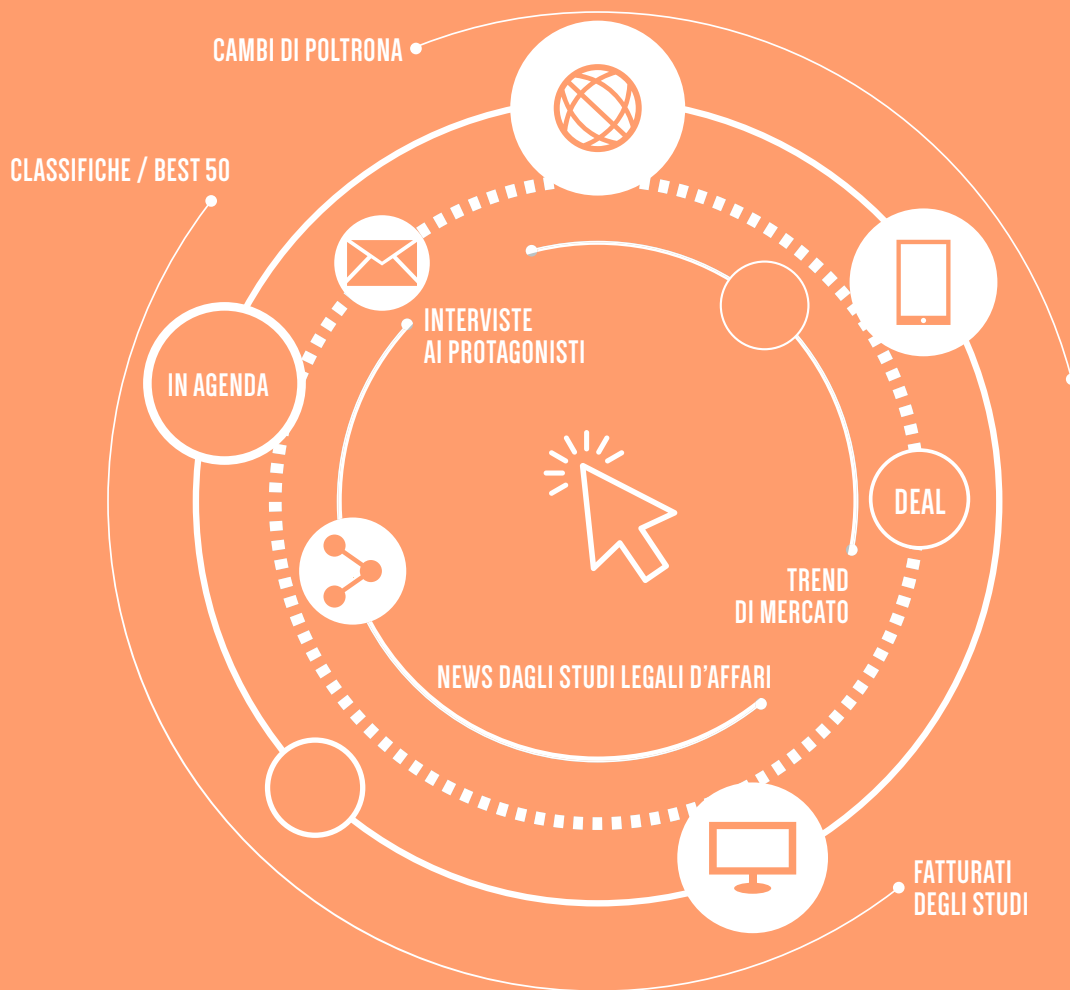 CAMBI DI POLTRONA
CLASSIFICHE / BEST 50
INTERVISTE
AI PROTAGONISTI
IN AGENDA
DEAL
TREND
DI MERCATO
NEWS DAGLI STUDI LEGALI D’AFFARI
FATTURATI
DEGLI STUDI